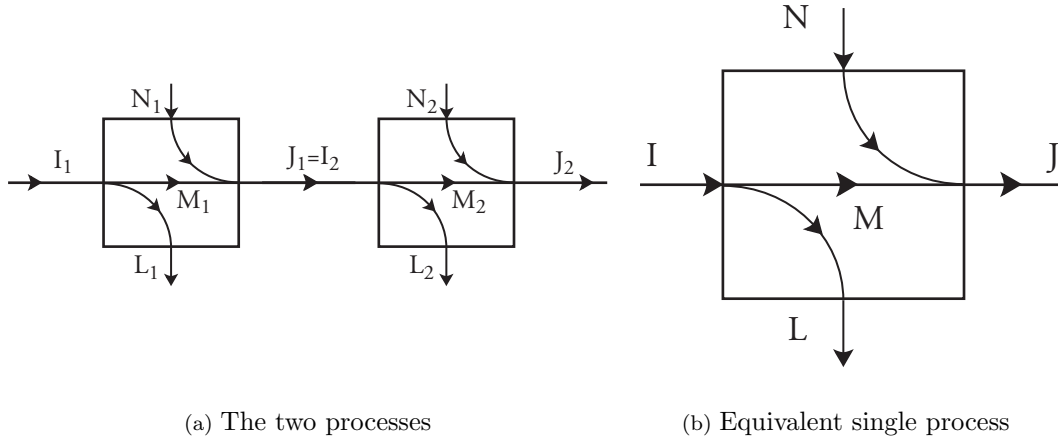 N₁
N₂
I₁
J₁=I₂
J₂
M₁
M₂
L₁
L₂
N
I
J
M
L
(a) The two processes
(b) Equivalent single process